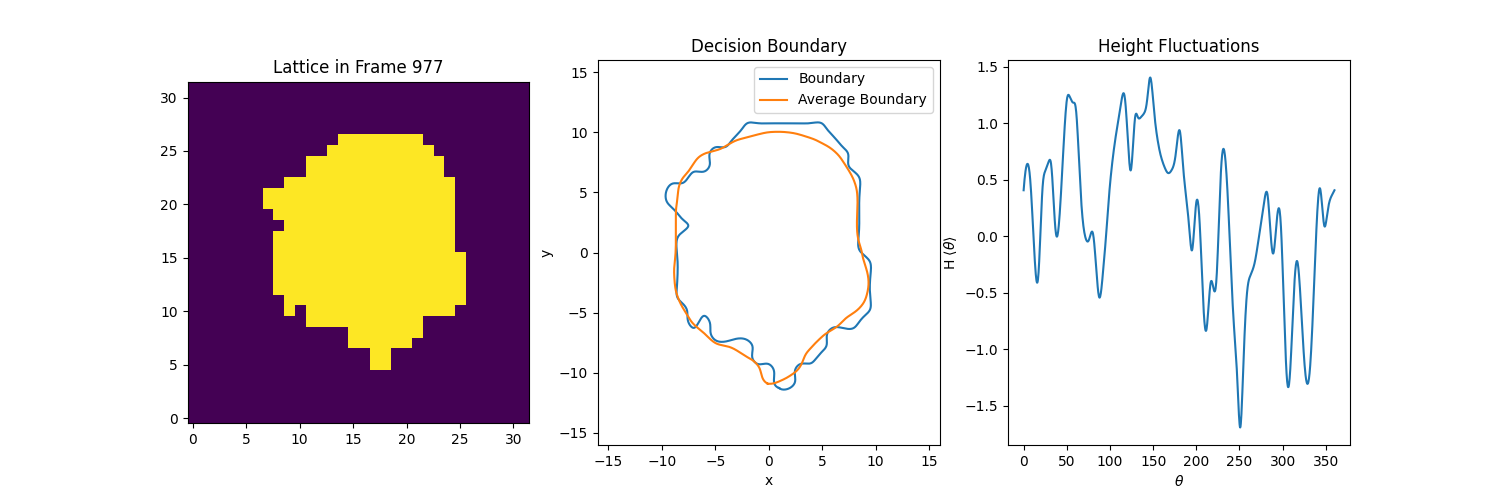 Lattice in Frame 977
30
25
20
15
10
5
0
0 5 10 15 20 25 30
Decision Boundary
Boundary
Average Boundary
15
10
5
0
−5
−10
−15
−15 −10 −5 0 5 10 15
x
y
Height Fluctuations
1.5
1.0
0.5
0.0
−0.5
−1.0
−1.5
0 50 100 150 200 250 300 350
θ
H (θ)